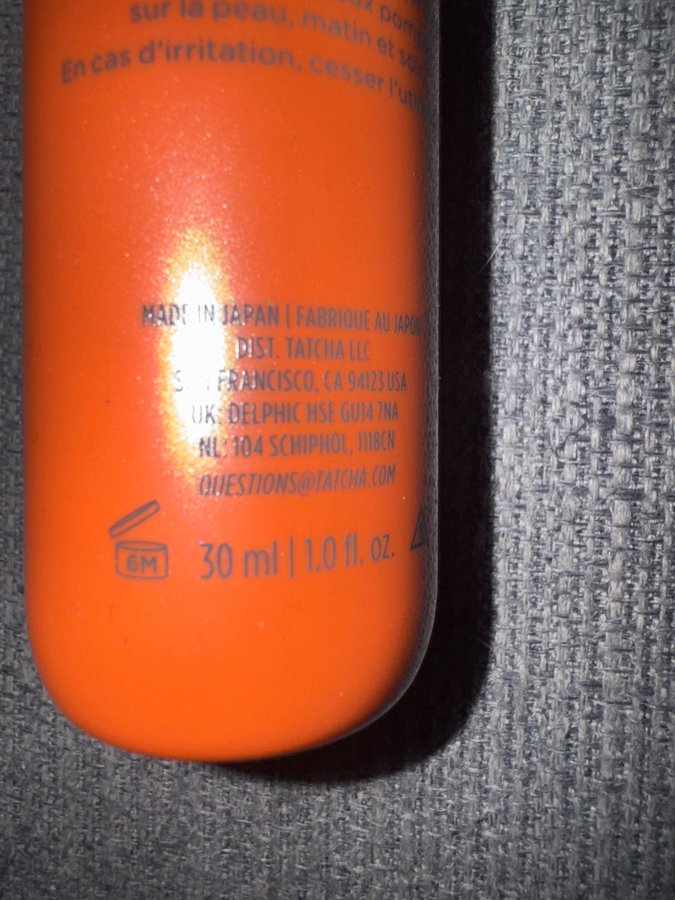 pom
sur la peau, matin et
En cas d'irritation, cesser
MADE IN JAPAN | FABRIQUE AU JAPON
DIST. TATCHA LLC
FRANCISCO, CA 94123 USA
UK: DELPHIC HSE GU14 7NA
NL: 104 SCHIPHOL, 1118CN
QUESTIONS@TATCHA.COM
6M
30 ml | 1.0 fl. oz.